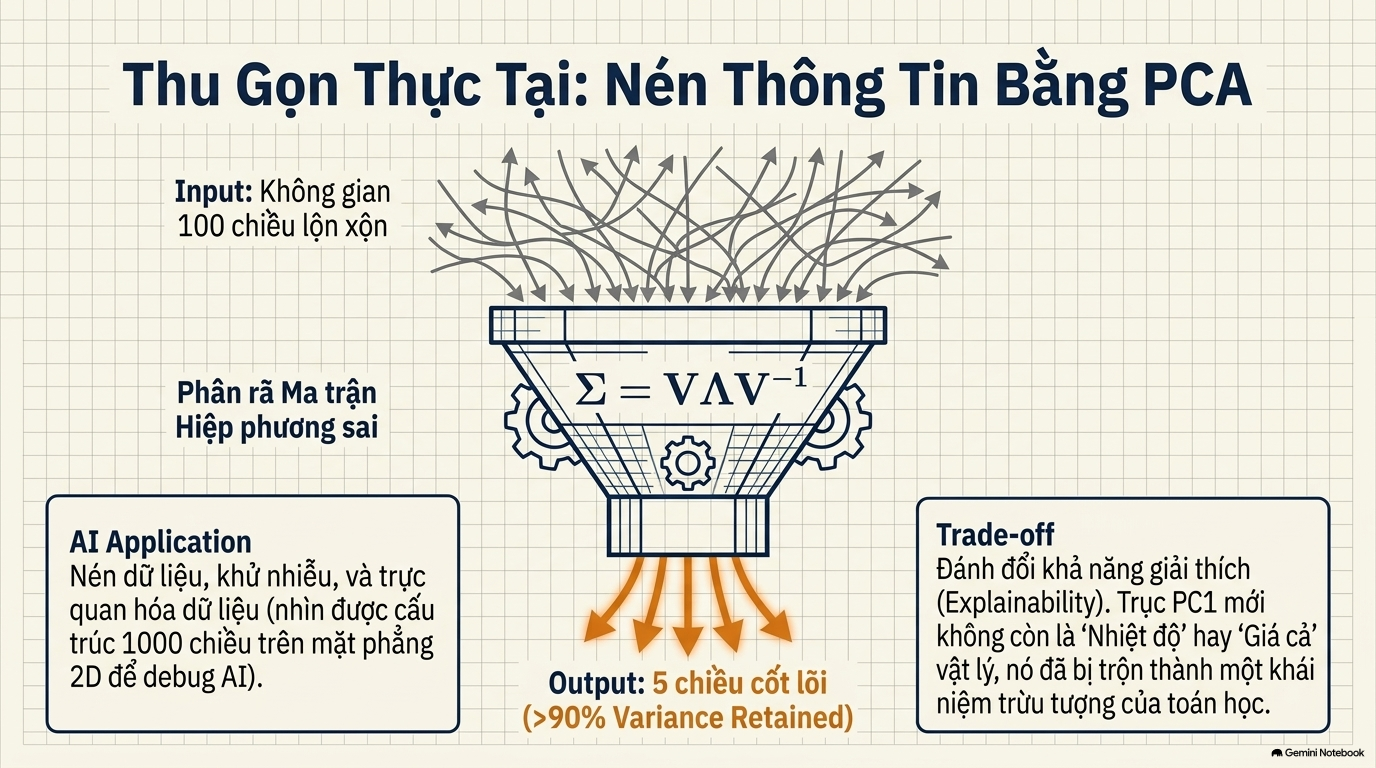 Thu Gọn Thực Tại: Nén Thông Tin Bằng PCA
Input: Không gian
100 chiều lộn xộn
Σ = VΛV⁻¹
Phân rã Ma trận
Hiệp phương sai
AI Application
Nén dữ liệu, khử nhiễu, và trực
quan hóa dữ liệu (nhìn được cấu
trúc 1000 chiều trên mặt phẳng
2D để debug AI).
Output: 5 chiều cốt lõi
(>90% Variance Retained)
Trade-off
Đánh đổi khả năng giải thích
(Explainability). Trục PC1 mới
không còn là ‘Nhiệt độ’ hay ‘Giá cả’
vật lý, nó đã bị trộn thành một khái
niệm trừu tượng của toán học.
Gemini Notebook